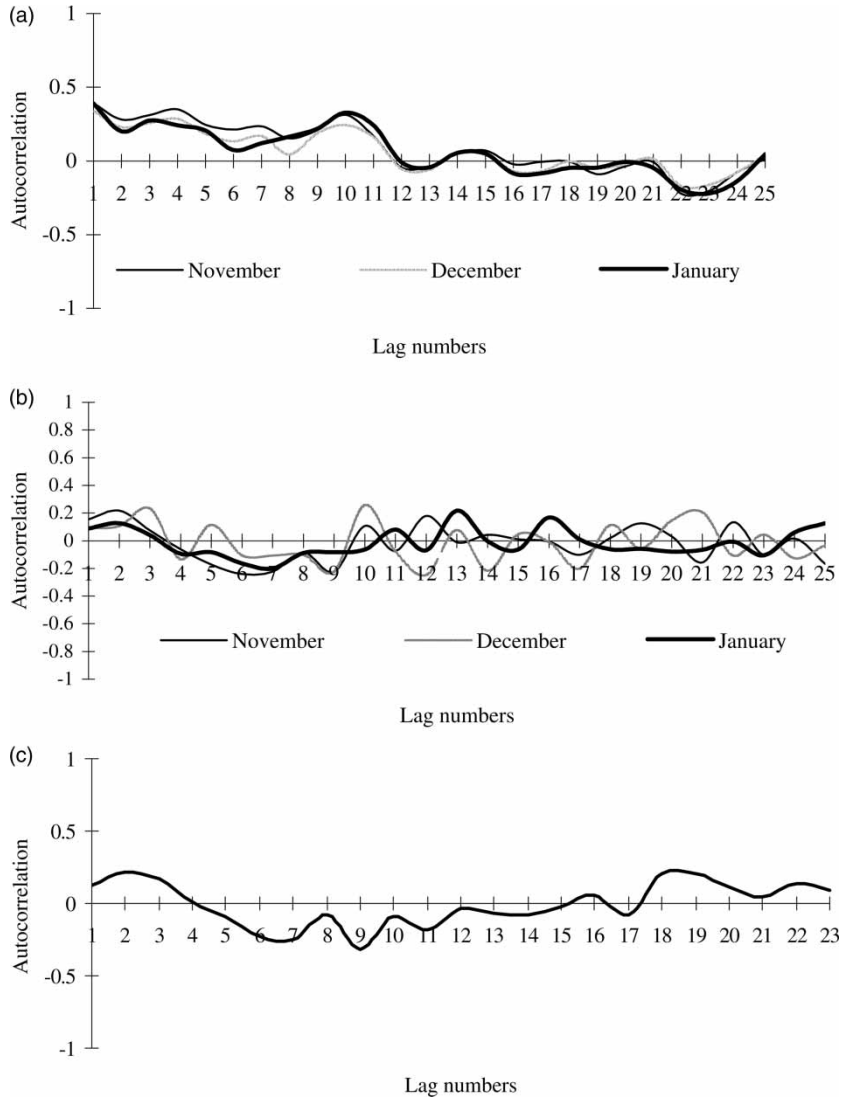 (a)
1
0.5
0
-0.5
-1
Autocorrelation
1 2 3 4 5 6 7 8 9 10 11 12 13 14 15 16 17 18 19 20 21 22 23 24 25
November December January
Lag numbers
(b)
1
0.8
0.6
0.4
0.2
0
-0.2
-0.4
-0.6
-0.8
-1
Autocorrelation
1 2 3 4 5 6 7 8 9 10 11 12 13 14 15 16 17 18 19 20 21 22 23 24 25
November December January
Lag numbers
(c)
1
0.5
0
-0.5
-1
Autocorrelation
1 2 3 4 5 6 7 8 9 10 11 12 13 14 15 16 17 18 19 20 21 22 23
Lag numbers